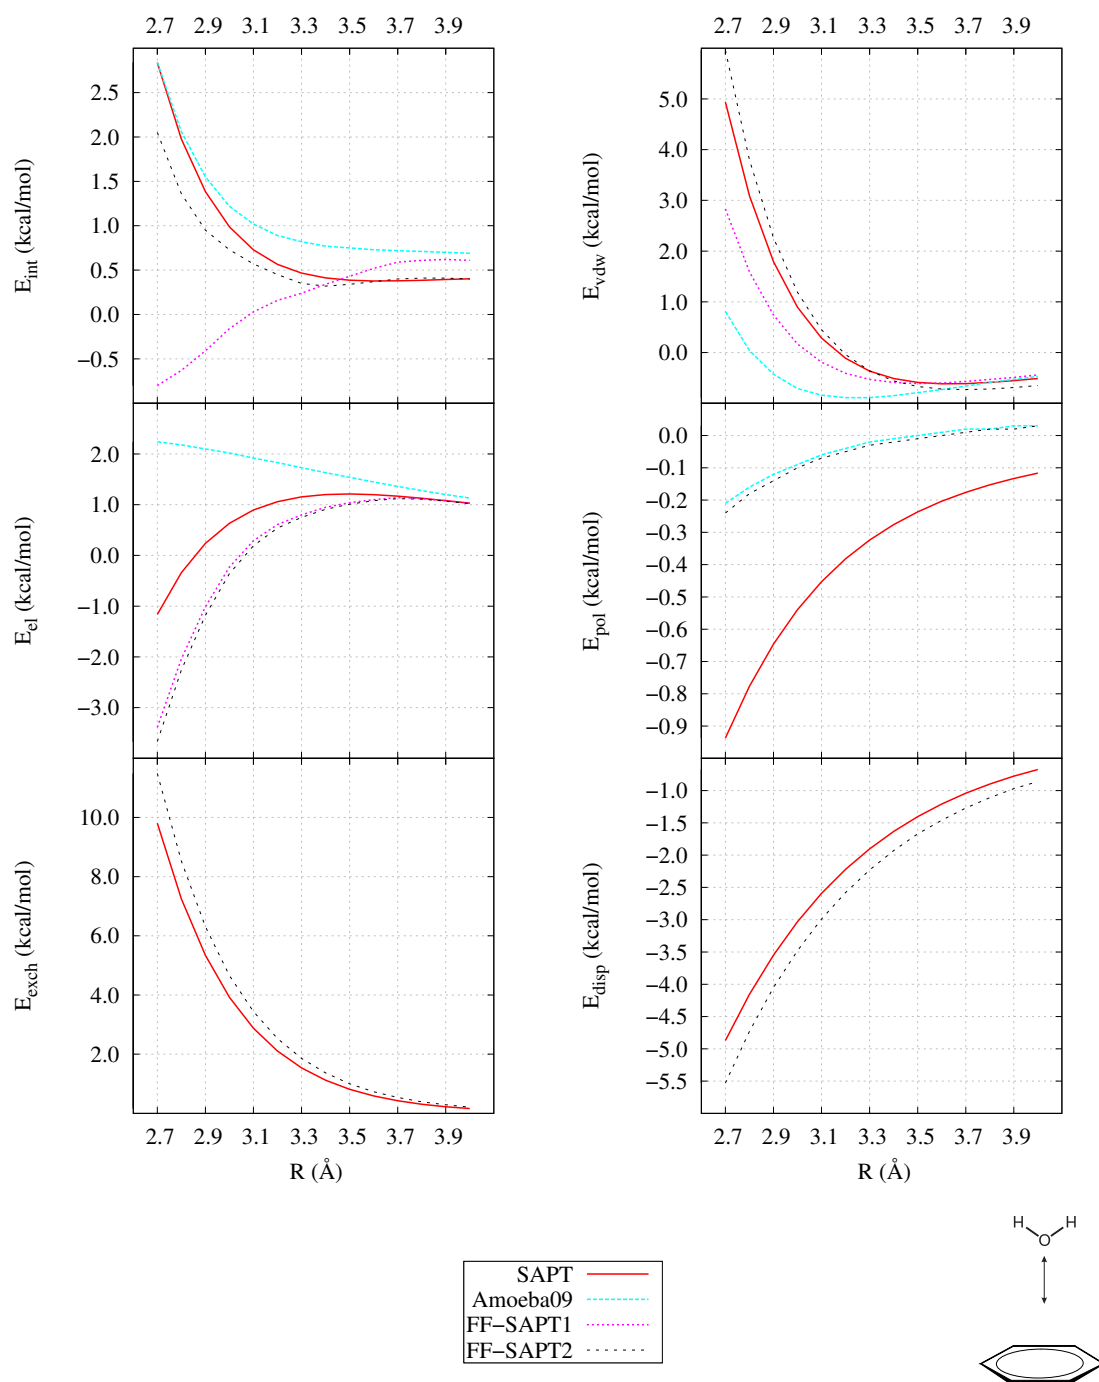 2.7 2.9 3.1 3.3 3.5 3.7 3.9
2.5
2.0
1.5
1.0
0.5
0.0
−0.5
E_int (kcal/mol)
2.0
1.0
0.0
−1.0
−2.0
−3.0
E_el (kcal/mol)
10.0
8.0
6.0
4.0
2.0
E_exch (kcal/mol)
2.7 2.9 3.1 3.3 3.5 3.7 3.9
R (Å)
2.7 2.9 3.1 3.3 3.5 3.7 3.9
5.0
4.0
3.0
2.0
1.0
0.0
E_vdw (kcal/mol)
0.0
−0.1
−0.2
−0.3
−0.4
−0.5
−0.6
−0.7
−0.8
−0.9
E_pol (kcal/mol)
−1.0
−1.5
−2.0
−2.5
−3.0
−3.5
−4.0
−4.5
−5.0
−5.5
E_disp (kcal/mol)
2.7 2.9 3.1 3.3 3.5 3.7 3.9
R (Å)
H H
O
SAPT
Amoeba09
FF−SAPT1
FF−SAPT2